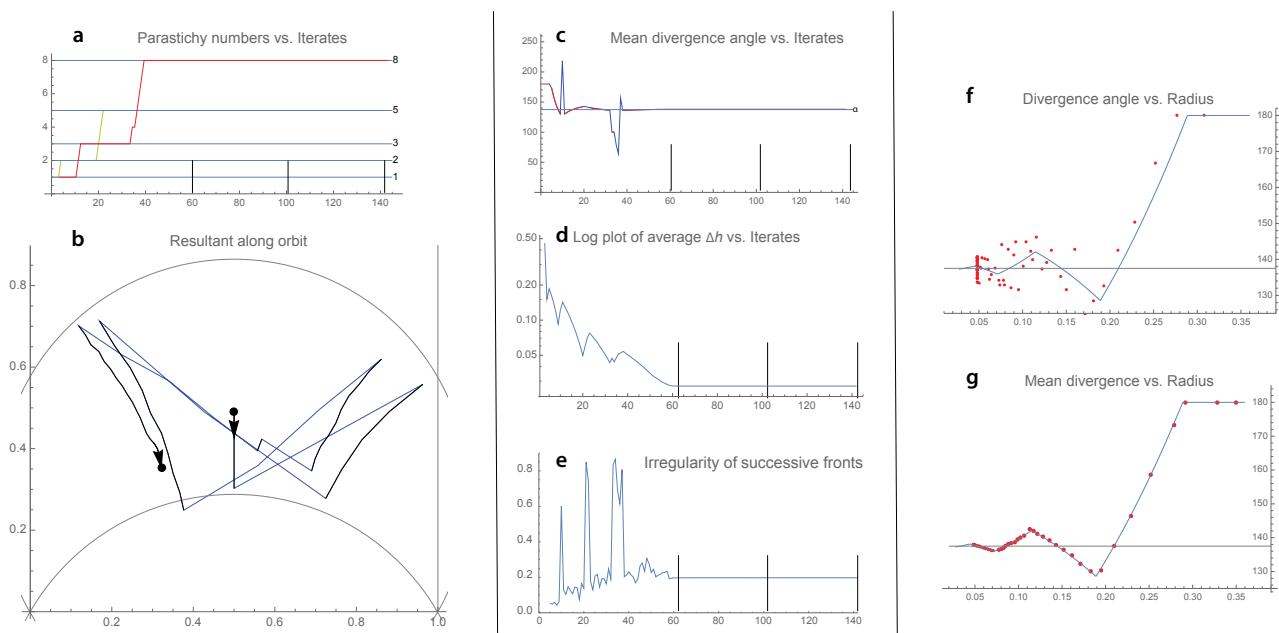 a
Parastichy numbers vs. Iterates
8
6
4
2
8
5
3
2
1
20 40 60 80 100 120 140
b
Resultant along orbit
0.8
0.6
0.4
0.2
0.0
0.2 0.4 0.6 0.8 1.0
c
Mean divergence angle vs. Iterates
250
200
150
100
50
α
0 20 40 60 80 100 120 140
d
Log plot of average Δh vs. Iterates
0.50
0.10
0.05
0 20 40 60 80 100 120 140
e
Irregularity of successive fronts
0.8
0.6
0.4
0.2
0.0
0 20 40 60 80 100 120 140
f
Divergence angle vs. Radius
180
170
160
150
140
130
0.05 0.10 0.15 0.20 0.25 0.30 0.35
g
Mean divergence vs. Radius
180
170
160
150
140
130
0.05 0.10 0.15 0.20 0.25 0.30 0.35